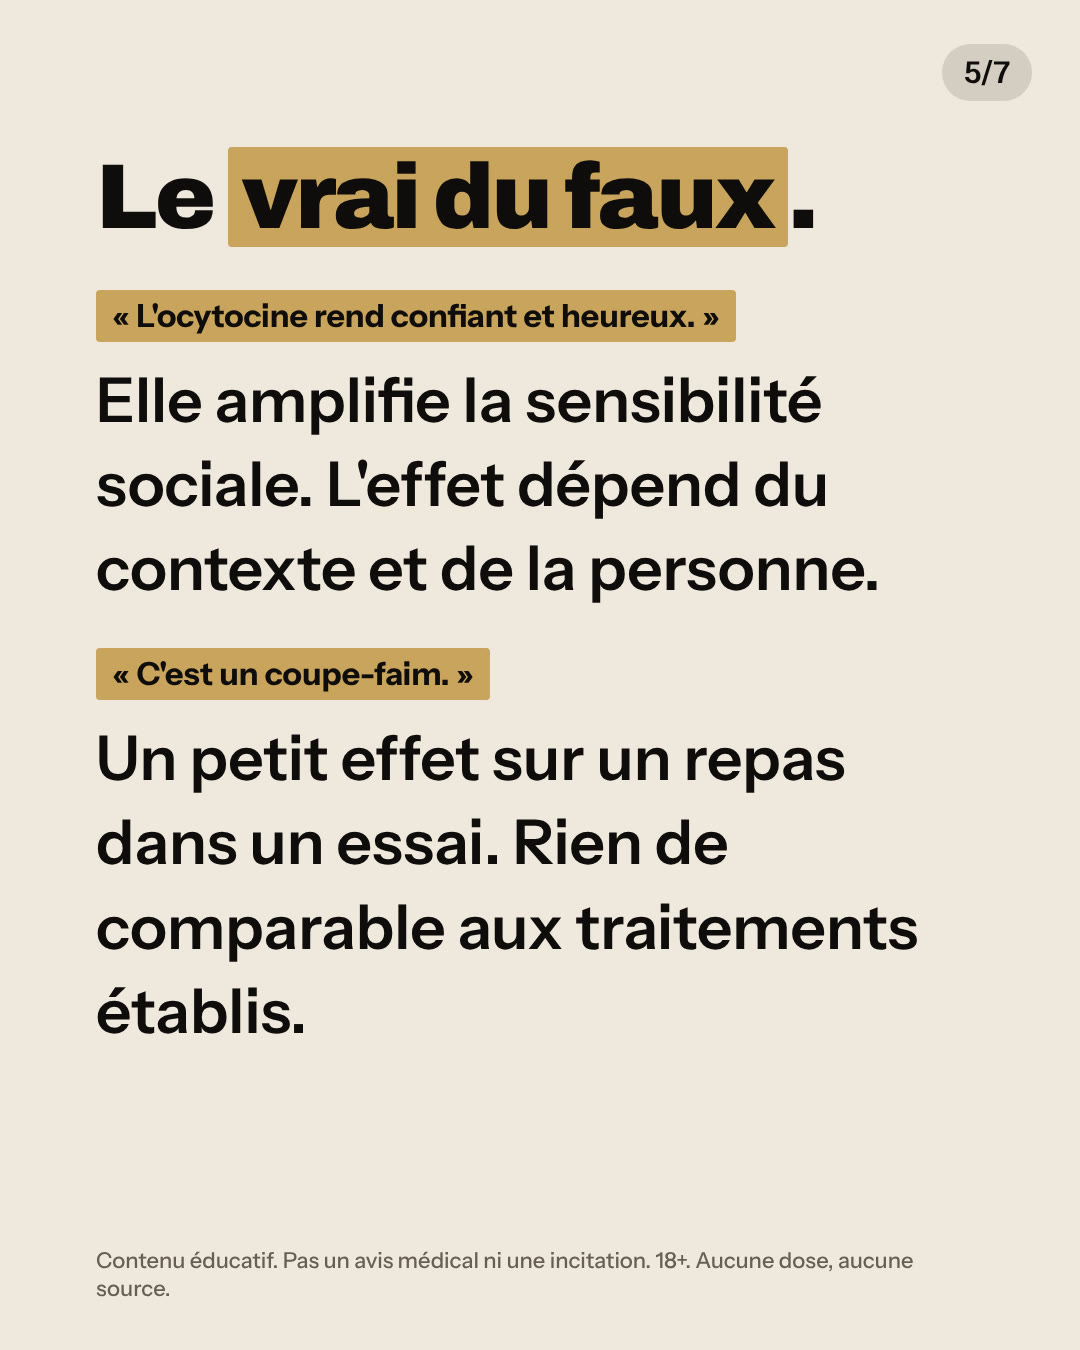 5/7
Le vrai du faux.
« L'ocytocine rend confiant et heureux. »
Elle amplifie la sensibilité
sociale. L'effet dépend du
contexte et de la personne.
« C'est un coupe-faim. »
Un petit effet sur un repas
dans un essai. Rien de
comparable aux traitements
établis.
Contenu éducatif. Pas un avis médical ni une incitation. 18+. Aucune dose, aucune
source.